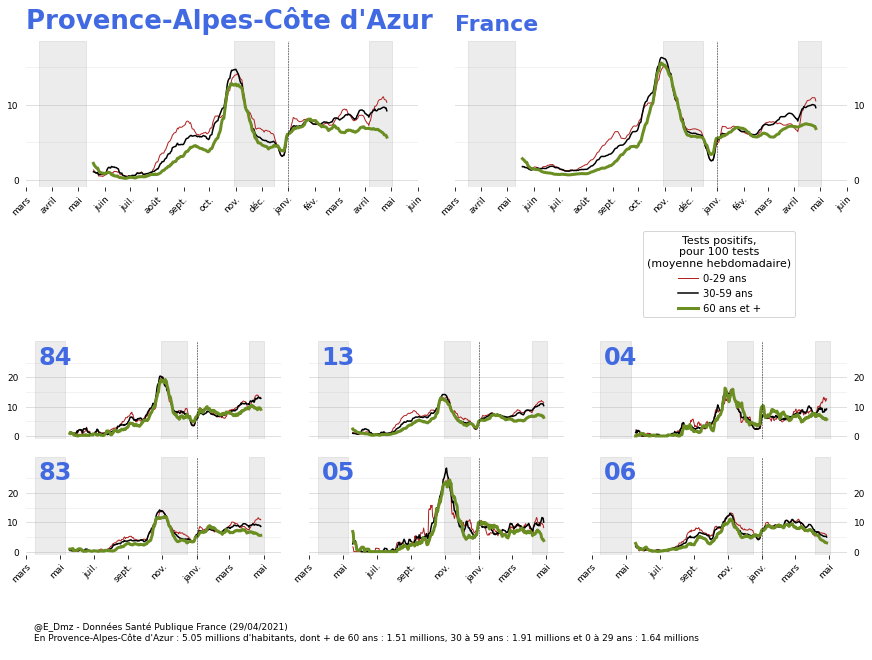 Provence-Alpes-Côte d'Azur
France
10
0
10
0
mars avril mai juin juil. août sept. oct. nov. déc. janv. fév. mars avril mai juin
mars avril mai juin juil. août sept. oct. nov. déc. janv. fév. mars avril mai juin
Tests positifs,
pour 100 tests
(moyenne hebdomadaire)
0-29 ans
30-59 ans
60 ans et +
84
13
04
20
10
0
20
10
0
83
05
06
20
10
0
20
10
0
mars mai juil. sept. nov. janv. mars mai
mars mai juil. sept. nov. janv. mars mai
mars mai juil. sept. nov. janv. mars mai
@E_Dmz - Données Santé Publique France (29/04/2021)
En Provence-Alpes-Côte d'Azur : 5.05 millions d'habitants, dont + de 60 ans : 1.51 millions, 30 à 59 ans : 1.91 millions et 0 à 29 ans : 1.64 millions